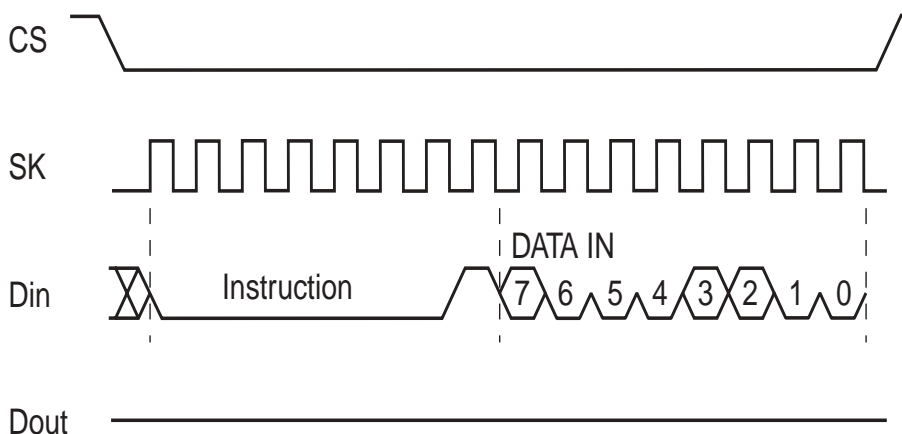 CS
SK
DATA IN
Din Instruction 7 6 5 4 3 2 1 0
Dout